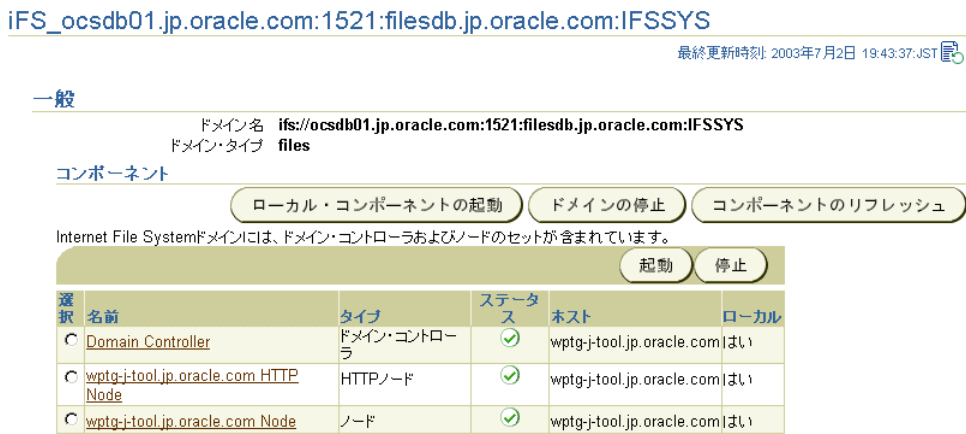 iFS_ocsdb01.jp.oracle.com:1521:filesdb.jp.oracle.com:IFSSYS
最終更新時刻: 2003年7月2日 19:43:37:JST
一般
ドメイン名 ifs://ocsdb01.jp.oracle.com:1521:filesdb.jp.oracle.com:IFSSYS
ドメイン・タイプ files
コンポーネント
ローカル・コンポーネントの起動 ドメインの停止 コンポーネントのリフレッシュ
Internet File Systemドメインには、ドメイン・コントローラおよびノードのセットが含まれています。
起動 停止
選択 名前 タイプ ステータス ホスト ローカル
Domain Controller ドメイン・コントローラ wptg-j-tool.jp.oracle.com はい
wptg-j-tool.jp.oracle.com HTTP Node HTTPノード wptg-j-tool.jp.oracle.com はい
wptg-j-tool.jp.oracle.com Node ノード wptg-j-tool.jp.oracle.com はい